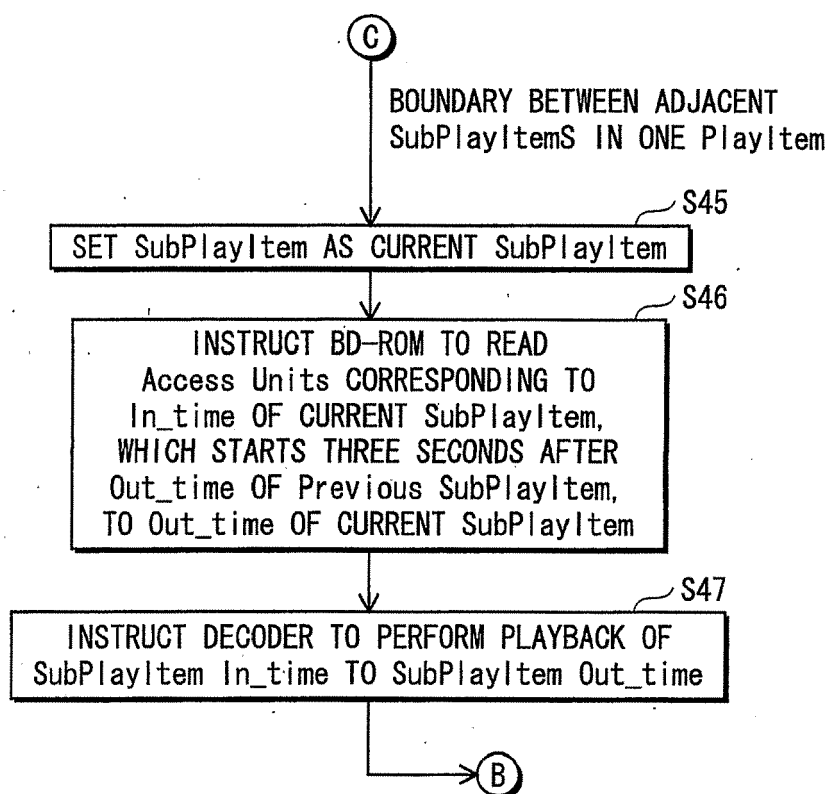 C
BOUNDARY BETWEEN ADJACENT
SubPlayItemS IN ONE PlayItem
S45
SET SubPlayItem AS CURRENT SubPlayItem
S46
INSTRUCT BD-ROM TO READ
Access Units CORRESPONDING TO
In_time OF CURRENT SubPlayItem,
WHICH STARTS THREE SECONDS AFTER
Out_time OF Previous SubPlayItem,
TO Out_time OF CURRENT SubPlayItem
S47
INSTRUCT DECODER TO PERFORM PLAYBACK OF
SubPlayItem In_time TO SubPlayItem Out_time
B